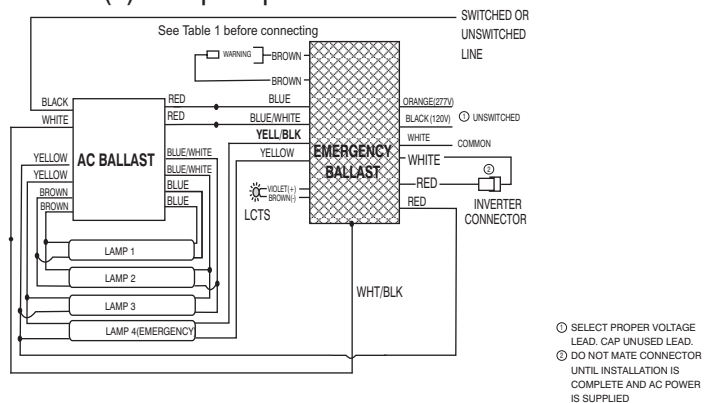 SWITCHED OR
UNSWITCHED
LINE
See Table 1 before connecting
WARNING
BROWN
BROWN
BLACK
WHITE
RED
RED
BLUE
BLUE/WHITE
YELL/BLK
YELLOW
ORANGE(277V)
BLACK (120V)
① UNSWITCHED
WHITE
COMMON
WHITE
②
RED
RED
INVERTER
CONNECTOR
YELLOW
YELLOW
BROWN
BROWN
AC BALLAST
BLUE/WHITE
BLUE/WHITE
BLUE
BLUE
EMERGENCY
BALLAST
VIOLET(+)
BROWN(-)
LCTS
LAMP 1
LAMP 2
LAMP 3
LAMP 4(EMERGENCY
WHT/BLK
① SELECT PROPER VOLTAGE
LEAD. CAP UNUSED LEAD.
② DO NOT MATE CONNECTOR
UNTIL INSTALLATION IS
COMPLETE AND AC POWER
IS SUPPLIED